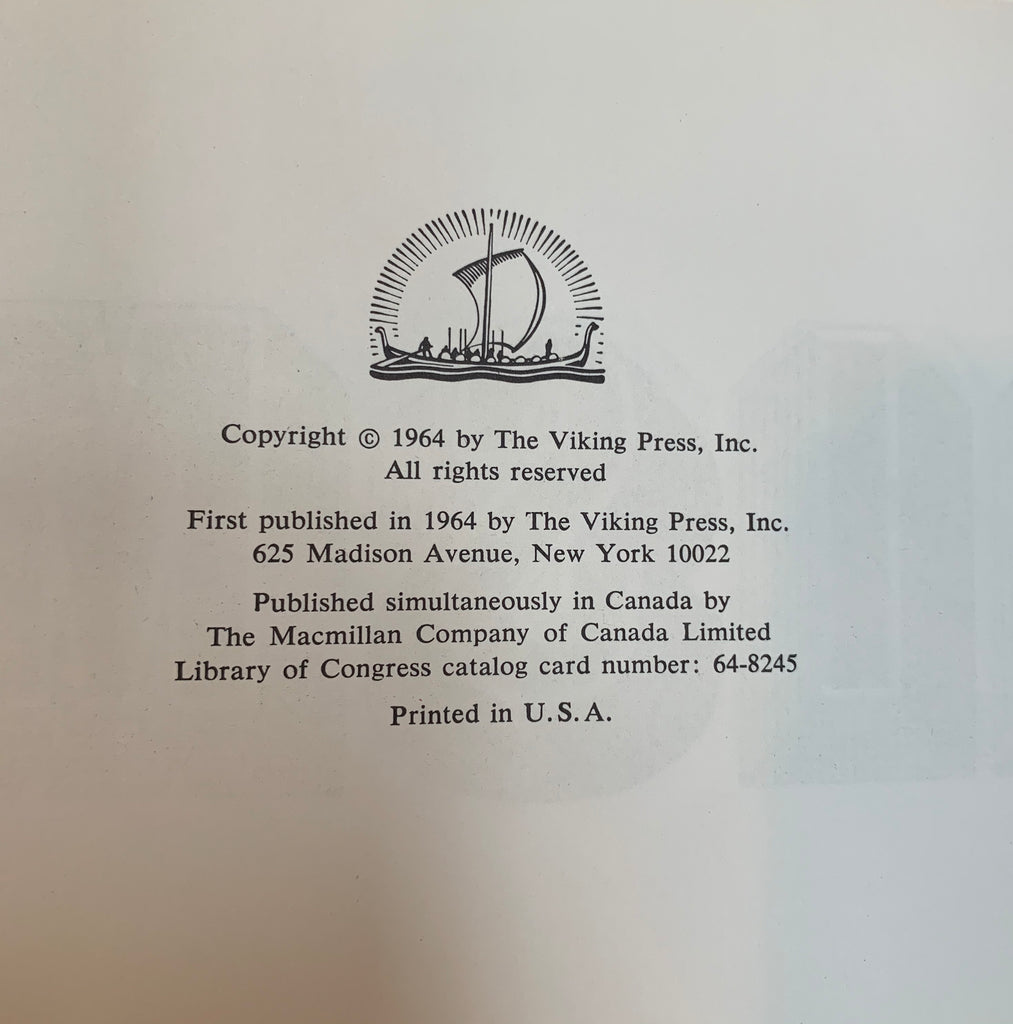 Copyright © 1964 by The Viking Press, Inc.
All rights reserved
First published in 1964 by The Viking Press, Inc.
625 Madison Avenue, New York 10022
Published simultaneously in Canada by
The Macmillan Company of Canada Limited
Library of Congress catalog card number: 64-8245
Printed in U.S.A.